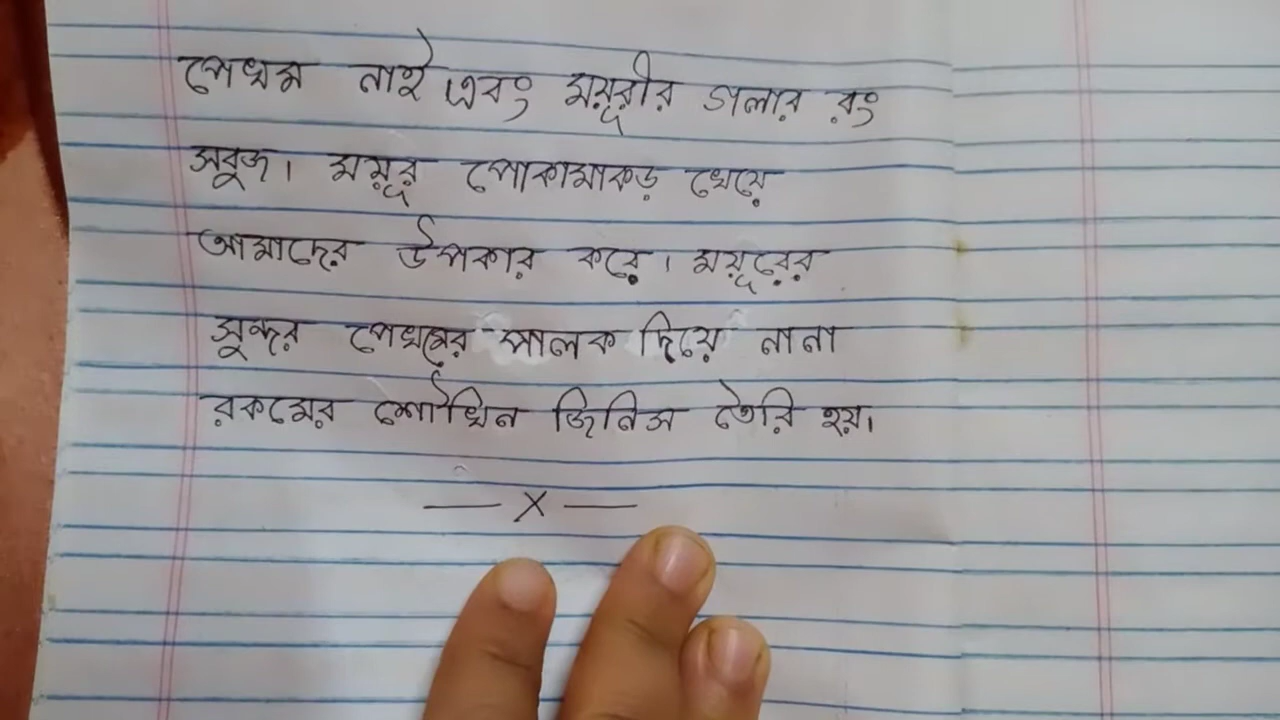 পেখম নাই এবং ময়ূরীর গলার রং
সবুজ। ময়ূর পোকামাকড় খেয়ে
আমাদের উপকার করে। ময়ূরের
সুন্দর পেখমের পালক দিয়ে নানা
রকমের শৌখিন জিনিস তৈরি হয়।
— X —